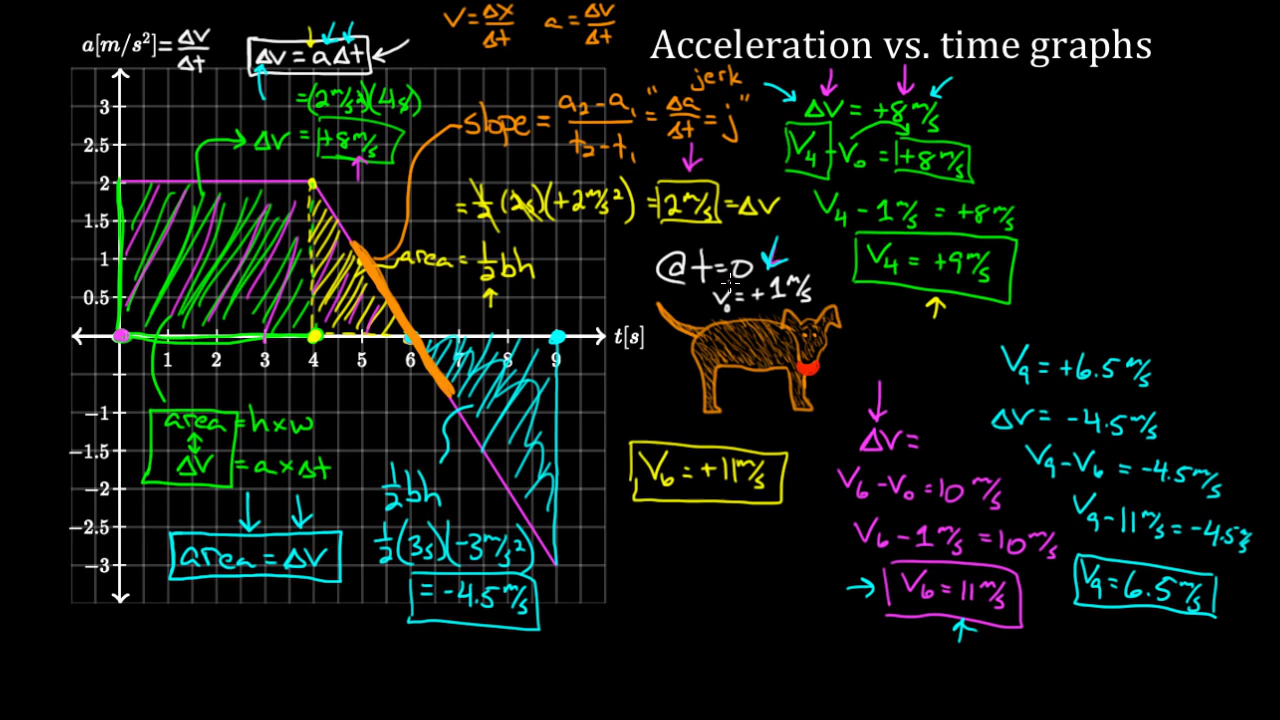 Acceleration vs. time graphs
a[m/s²]= Δv/Δt
Δv = aΔt
v = Δx/Δt
a = Δv/Δt
=(2 m/s²)(4s)
Δv = +8 m/s
slope = a₂-a₁/t₂-t₁ = "Δa/Δt = j"
jerk
= ½ (2s)(+2 m/s²) = 2 m/s = Δv
area = ½bh
@t=0
v₀ = +1 m/s
3
2.5
2
1.5
1
0.5
t[s]
1 2 3 4 5 6 7 8 9
−1
−1.5
−2
−2.5
−3
area = h×w
Δv = a×Δt
area = Δv
½bh
½(3s)(-3 m/s²)
= -4.5 m/s
Δv = +8 m/s
V₄-V₀ = +8 m/s
V₄ - 1 m/s = +8 m/s
V₄ = +9 m/s
V₆ = +11 m/s
Δv =
V₆-V₀ = 10 m/s
V₆ - 1 m/s = 10 m/s
V₆ = 11 m/s
V₉ = +6.5 m/s
Δv = -4.5 m/s
V₉-V₆ = -4.5 m/s
V₉-11 m/s = -4.5 m/s
V₉ = 6.5 m/s